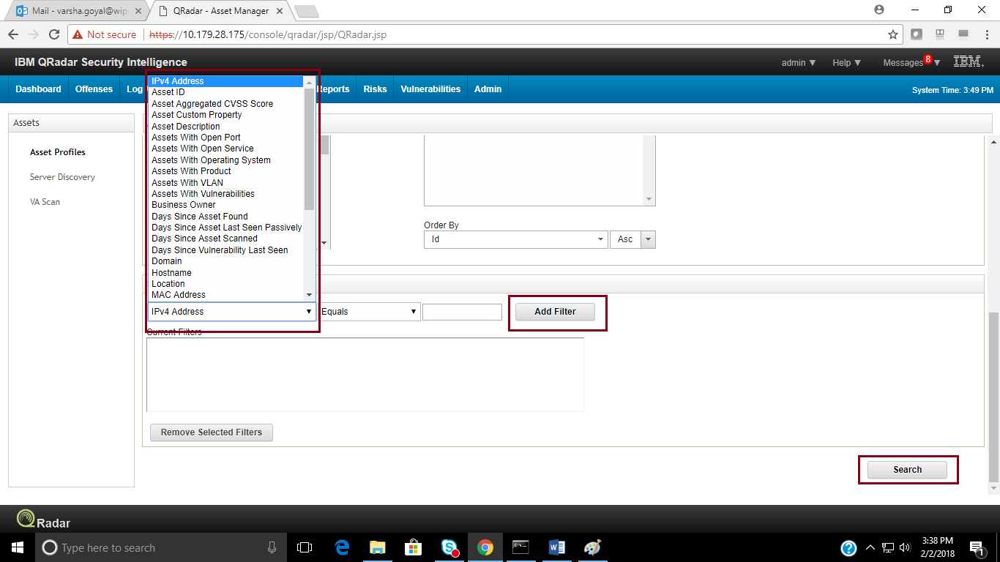 Mail - varsha.goyal@wip
QRadar - Asset Manager
Not secure
https://10.179.28.175/console/qradar/jsp/QRadar.jsp
IBM QRadar Security Intelligence
admin
Help
Messages
8
IBM.
Dashboard
Offenses
Log
Reports
Risks
Vulnerabilities
Admin
System Time: 3:49 PM
Assets
Asset Profiles
Server Discovery
VA Scan
IPv4 Address
Asset ID
Asset Aggregated CVSS Score
Asset Custom Property
Asset Description
Assets With Open Port
Assets With Open Service
Assets With Operating System
Assets With Product
Assets With VLAN
Assets With Vulnerabilities
Business Owner
Days Since Asset Found
Days Since Asset Last Seen Passively
Days Since Asset Scanned
Days Since Vulnerability Last Seen
Domain
Hostname
Location
MAC Address
Order By
Id
Asc
IPv4 Address
Equals
Add Filter
Current Filters
Remove Selected Filters
Search
QRadar
Type here to search
3:38 PM
2/2/2018
1